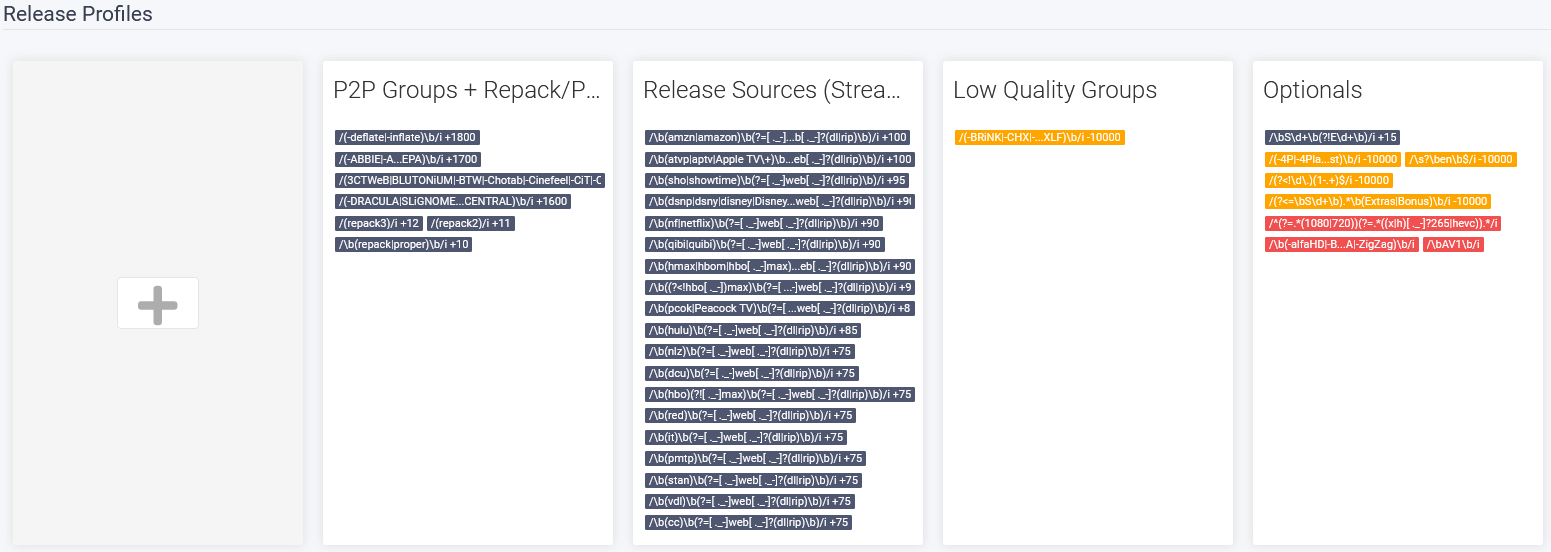 Release Profiles
P2P Groups + Repack/P...
/(-deflate|-inflate)\b/i +1800
/(-ABBIE|-A...EPA)\b/i +1700
/(3CTWeB|BLUTONiUM|-BTW|-Chotab|-Cinefeel|-CiT|-C
/(-DRACULA|SLiGNOME...CENTRAL)\b/i +1600
/(repack3)/i +12 /(repack2)/i +11
/\b(repack|proper)\b/i +10
Release Sources (Strea...
/\b(amzn|amazon)\b(?=[ ._-]...b[ ._-]?(dl|rip)\b)/i +100
/\b(atvp|aptv|Apple TV\+)\b...eb[ ._-]?(dl|rip)\b)/i +100
/\b(sho|showtime)\b(?=[ ._-]web[ ._-]?(dl|rip)\b)/i +95
/\b(dsnp|dsny|disney|Disney...web[ ._-]?(dl|rip)\b)/i +90
/\b(nf|netflix)\b(?=[ ._-]web[ ._-]?(dl|rip)\b)/i +90
/\b(qibi|quibi)\b(?=[ ._-]web[ ._-]?(dl|rip)\b)/i +90
/\b(hmax|hbom|hbo[ ._-]max)...eb[ ._-]?(dl|rip)\b)/i +90
/\b((?<!hbo[ ._-])max)\b(?=[ ...-]web[ ._-]?(dl|rip)\b)/i +9
/\b(pcok|Peacock TV)\b(?=[ ...web[ ._-]?(dl|rip)\b)/i +8
/\b(hulu)\b(?=[ ._-]web[ ._-]?(dl|rip)\b)/i +85
/\b(nlz)\b(?=[ ._-]web[ ._-]?(dl|rip)\b)/i +75
/\b(dcu)\b(?=[ ._-]web[ ._-]?(dl|rip)\b)/i +75
/\b(hbo)(?![ ._-]max)\b(?=[ ._-]web[ ._-]?(dl|rip)\b)/i +75
/\b(red)\b(?=[ ._-]web[ ._-]?(dl|rip)\b)/i +75
/\b(it)\b(?=[ ._-]web[ ._-]?(dl|rip)\b)/i +75
/\b(pmtp)\b(?=[ ._-]web[ ._-]?(dl|rip)\b)/i +75
/\b(stan)\b(?=[ ._-]web[ ._-]?(dl|rip)\b)/i +75
/\b(vdl)\b(?=[ ._-]web[ ._-]?(dl|rip)\b)/i +75
/\b(cc)\b(?=[ ._-]web[ ._-]?(dl|rip)\b)/i +75
Low Quality Groups
/(-BRiNK|-CHX|-...XLF)\b/i -10000
Optionals
/\bS\d+\b(?!E\d+\b)/i +15
/(-4P|-4Pla...st)\b/i -10000 /\s?\ben\b$/i -10000
/(?<!\d\.)(1-.+)$/i -10000
/(?<=\bS\d+\b).*\b(Extras|Bonus)\b/i -10000
/^(?=.*(1080|720))(?=.*((x|h)[ ._-]?265|hevc)).*/i
/\b(-alfaHD|-B...A|-ZigZag)\b/i /\bAV1\b/i